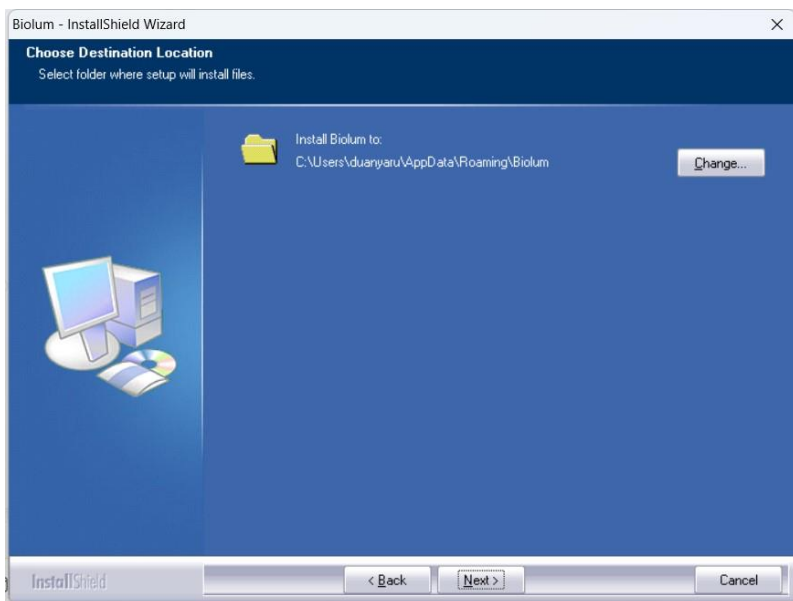 Biolum - InstallShield Wizard
Choose Destination Location
Select folder where setup will install files.
Install Biolum to:
C:\Users\duanyaru\AppData\Roaming\Biolum
Change...
InstallShield
< Back
Next >
Cancel